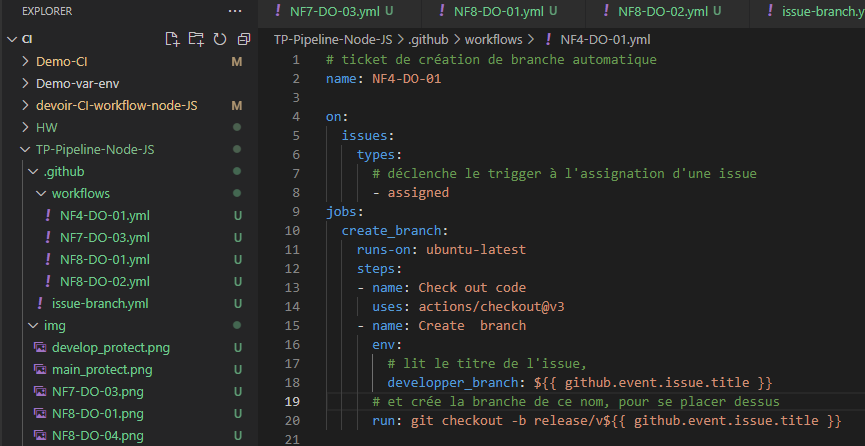 EXPLORER ...
CI
Demo-CI M
Demo-var-env
devoir-CI-workflow-node-JS M
HW
TP-Pipeline-Node-JS
.github
workflows
! NF4-DO-01.yml U
! NF7-DO-03.yml U
! NF8-DO-01.yml U
! NF8-DO-02.yml U
! issue-branch.yml U
img
develop_protect.png U
main_protect.png U
NF7-DO-03.png U
NF8-DO-01.png U
NF8-DO-04.png U
! NF7-DO-03.yml U ! NF8-DO-01.yml U ! NF8-DO-02.yml U ! issue-branch.y
TP-Pipeline-Node-JS > .github > workflows > ! NF4-DO-01.yml
1 # ticket de création de branche automatique
2 name: NF4-DO-01
3
4 on:
5 issues:
6 types:
7 # déclenche le trigger à l'assignation d'une issue
8 - assigned
9 jobs:
10 create_branch:
11 runs-on: ubuntu-latest
12 steps:
13 - name: Check out code
14 uses: actions/checkout@v3
15 - name: Create  branch
16 env:
17 # lit le titre de l'issue,
18 developper_branch: ${{ github.event.issue.title }}
19 # et crée la branche de ce nom, pour se placer dessus
20 run: git checkout -b release/v${{ github.event.issue.title }}
21